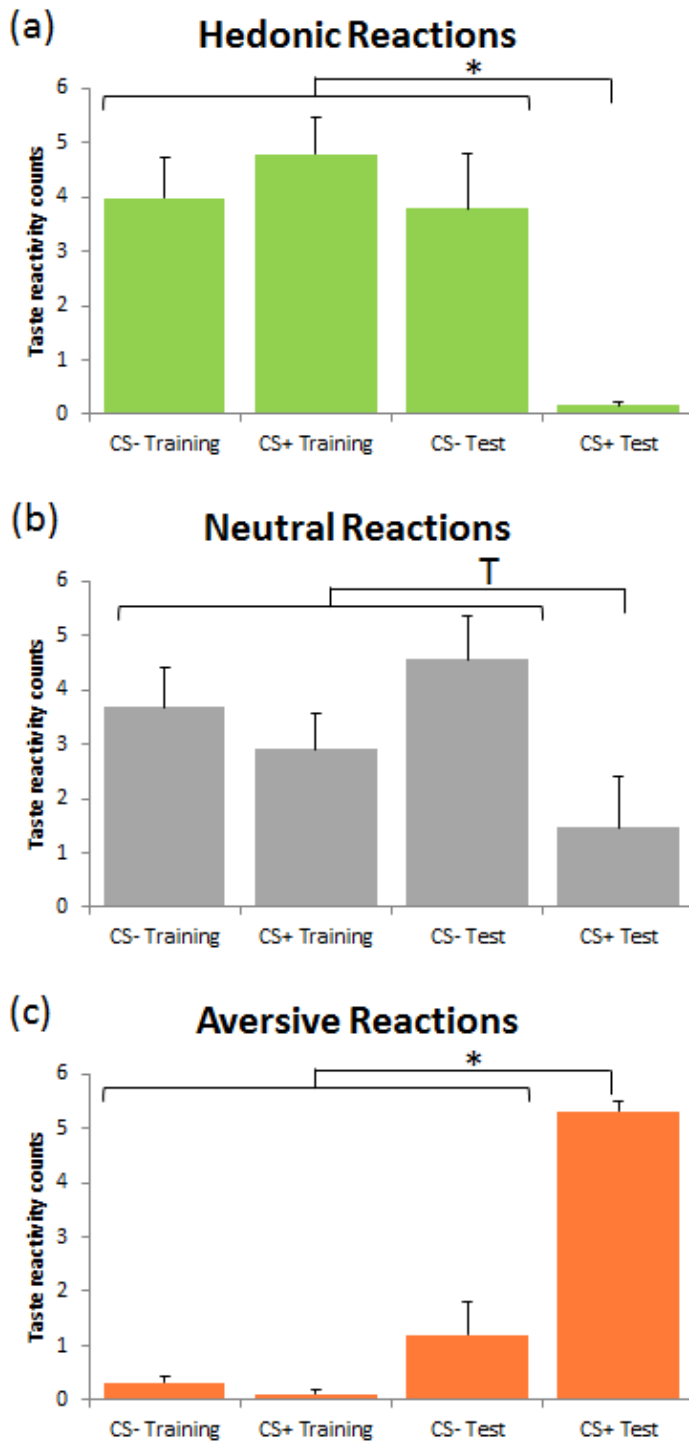 (a)
Hedonic Reactions
*
Taste reactivity counts
6
5
4
3
2
1
0
CS- Training CS+ Training CS- Test CS+ Test
(b)
Neutral Reactions
T
Taste reactivity counts
6
5
4
3
2
1
0
CS- Training CS+ Training CS- Test CS+ Test
(c)
Aversive Reactions
*
Taste reactivity counts
6
5
4
3
2
1
0
CS- Training CS+ Training CS- Test CS+ Test